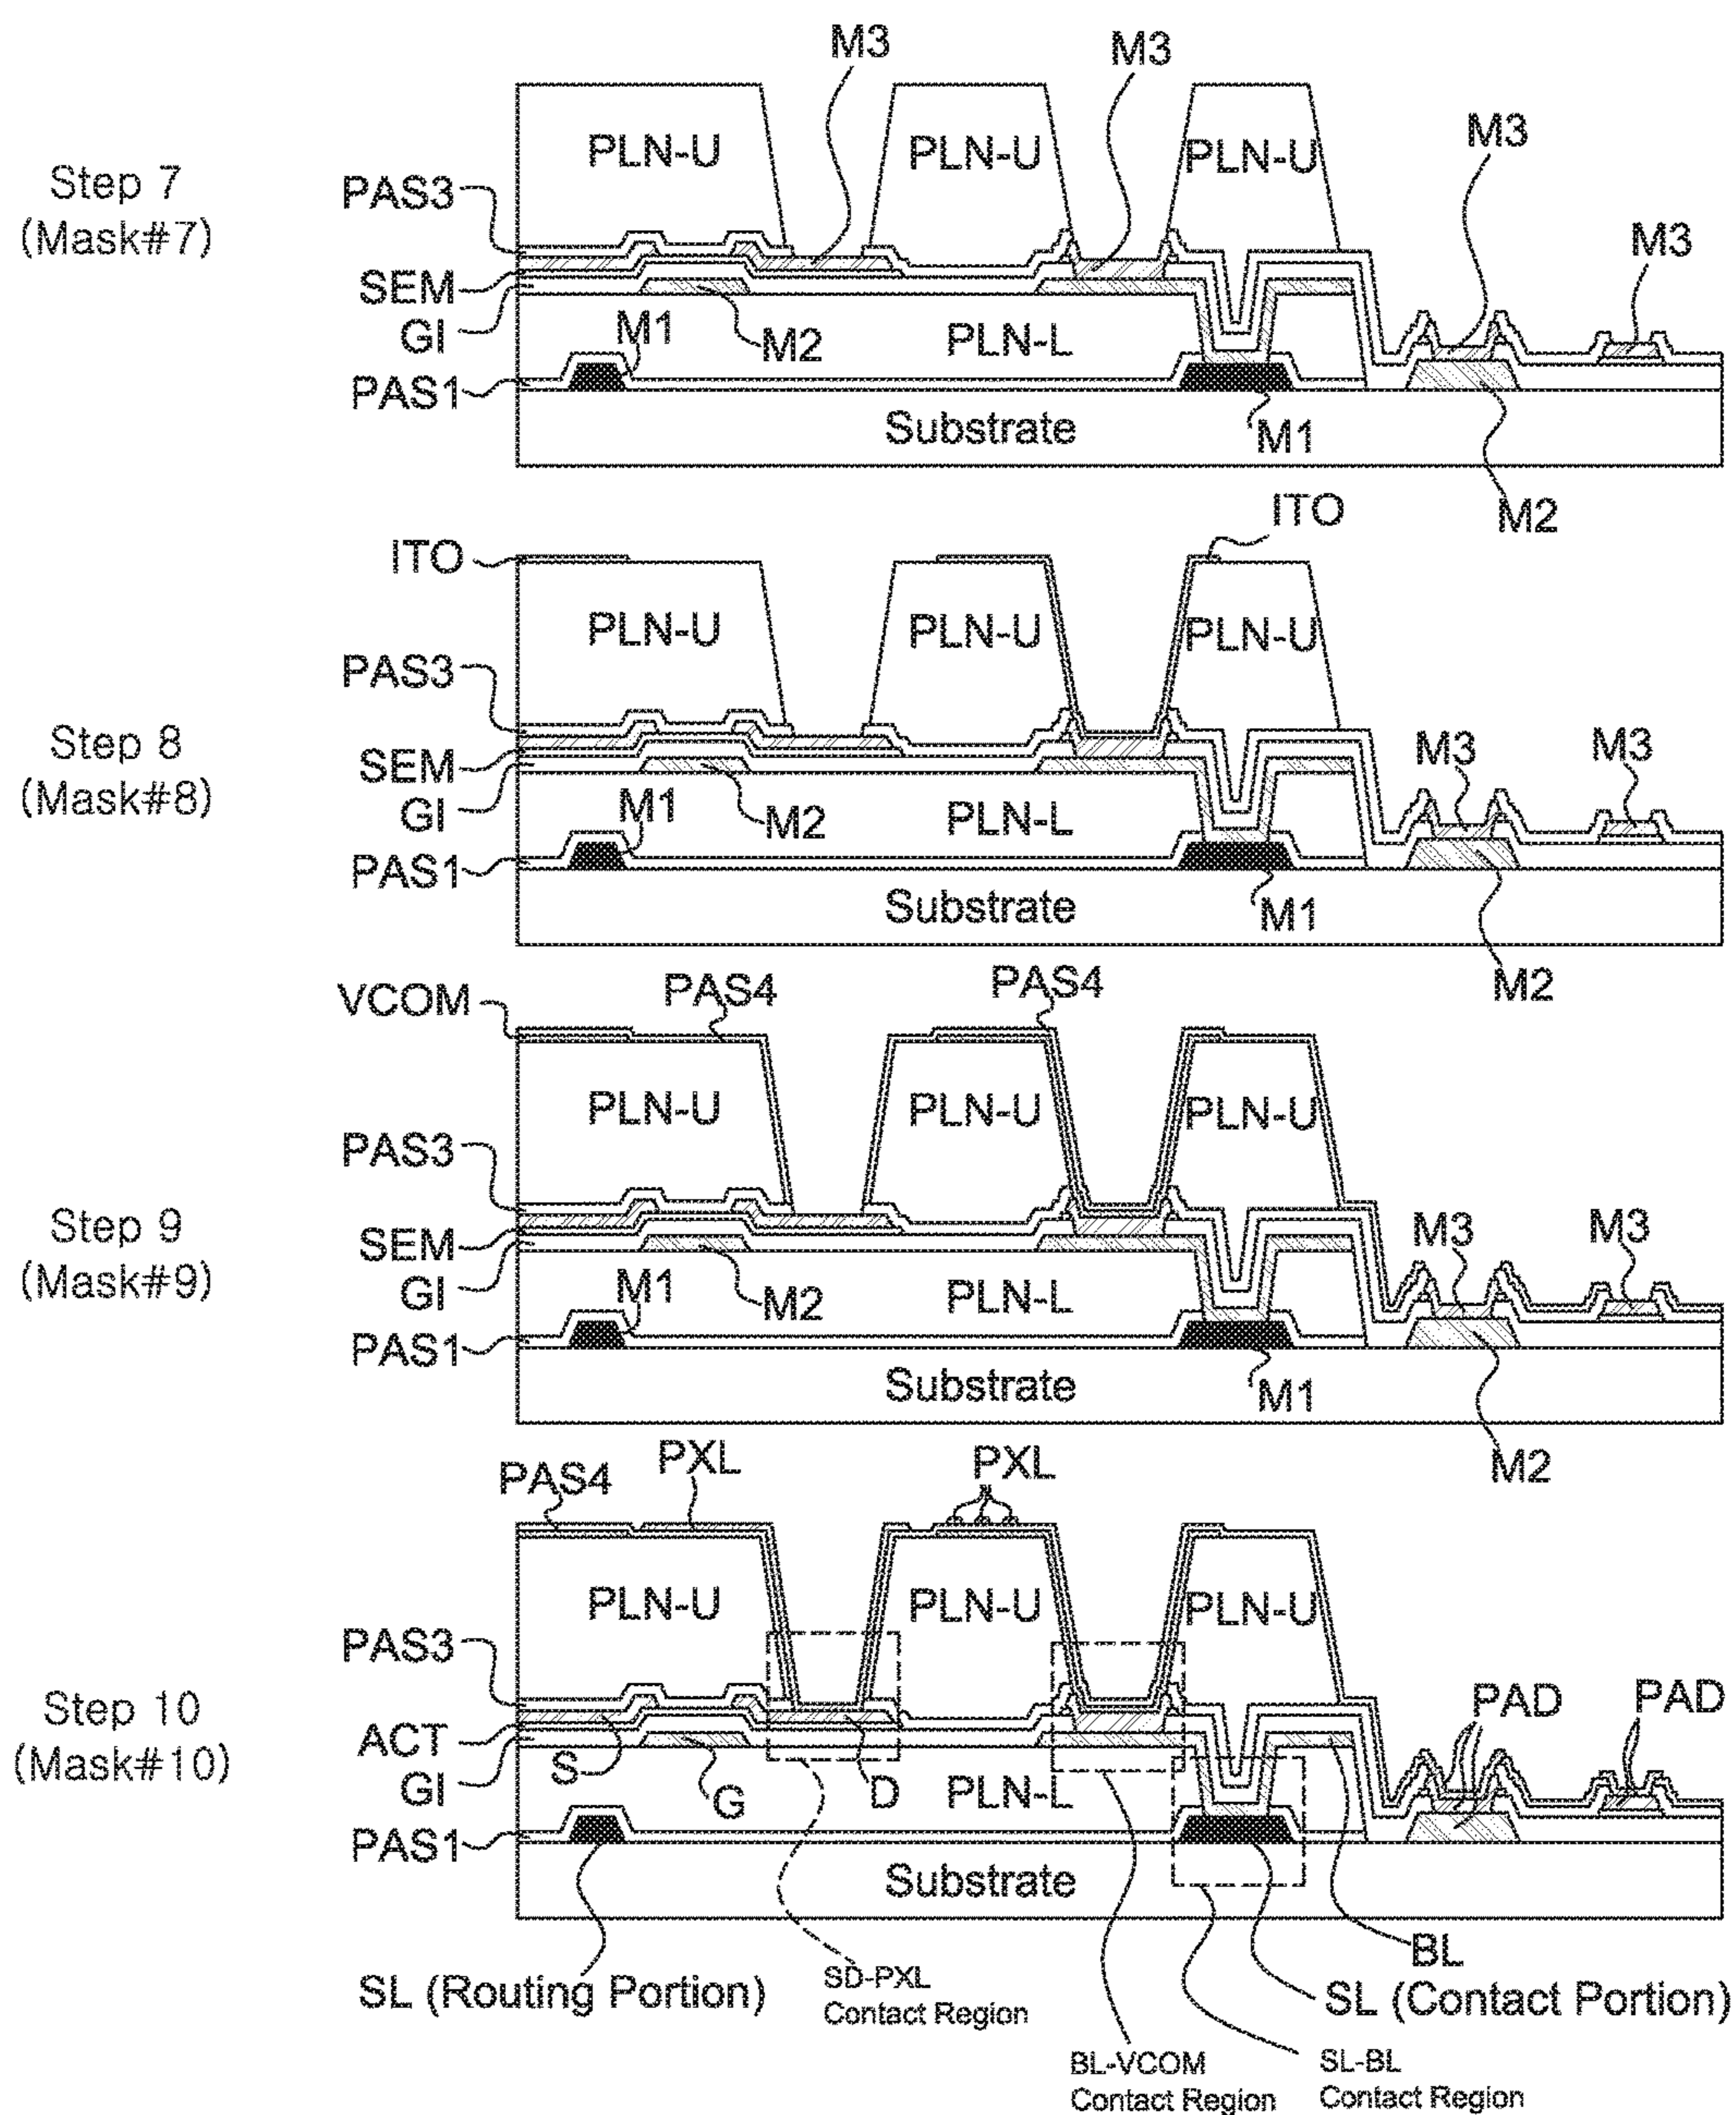 M3
M3
M3
M3
Step 7
(Mask#7)
PLN-U
PLN-U
PLN-U
PAS3
SEM
GI
M1
M2
PLN-L
PAS1
Substrate
M1
M2
ITO
ITO
Step 8
(Mask#8)
PLN-U
PLN-U
PLN-U
PAS3
M3
M3
SEM
GI
M1
M2
PLN-L
PAS1
Substrate
M1
M2
VCOM
PAS4
PAS4
Step 9
(Mask#9)
PLN-U
PLN-U
PLN-U
PAS3
M3
M3
SEM
GI
M1
M2
PLN-L
PAS1
Substrate
M1
M2
PAS4
PXL
PXL
Step 10
(Mask#10)
PLN-U
PLN-U
PLN-U
PAS3
PAD
PAD
ACT
GI
S
G
D
PLN-L
PAS1
Substrate
BL
SL (Routing Portion)
SD-PXL
Contact Region
SL (Contact Portion)
BL-VCOM
Contact Region
SL-BL
Contact Region